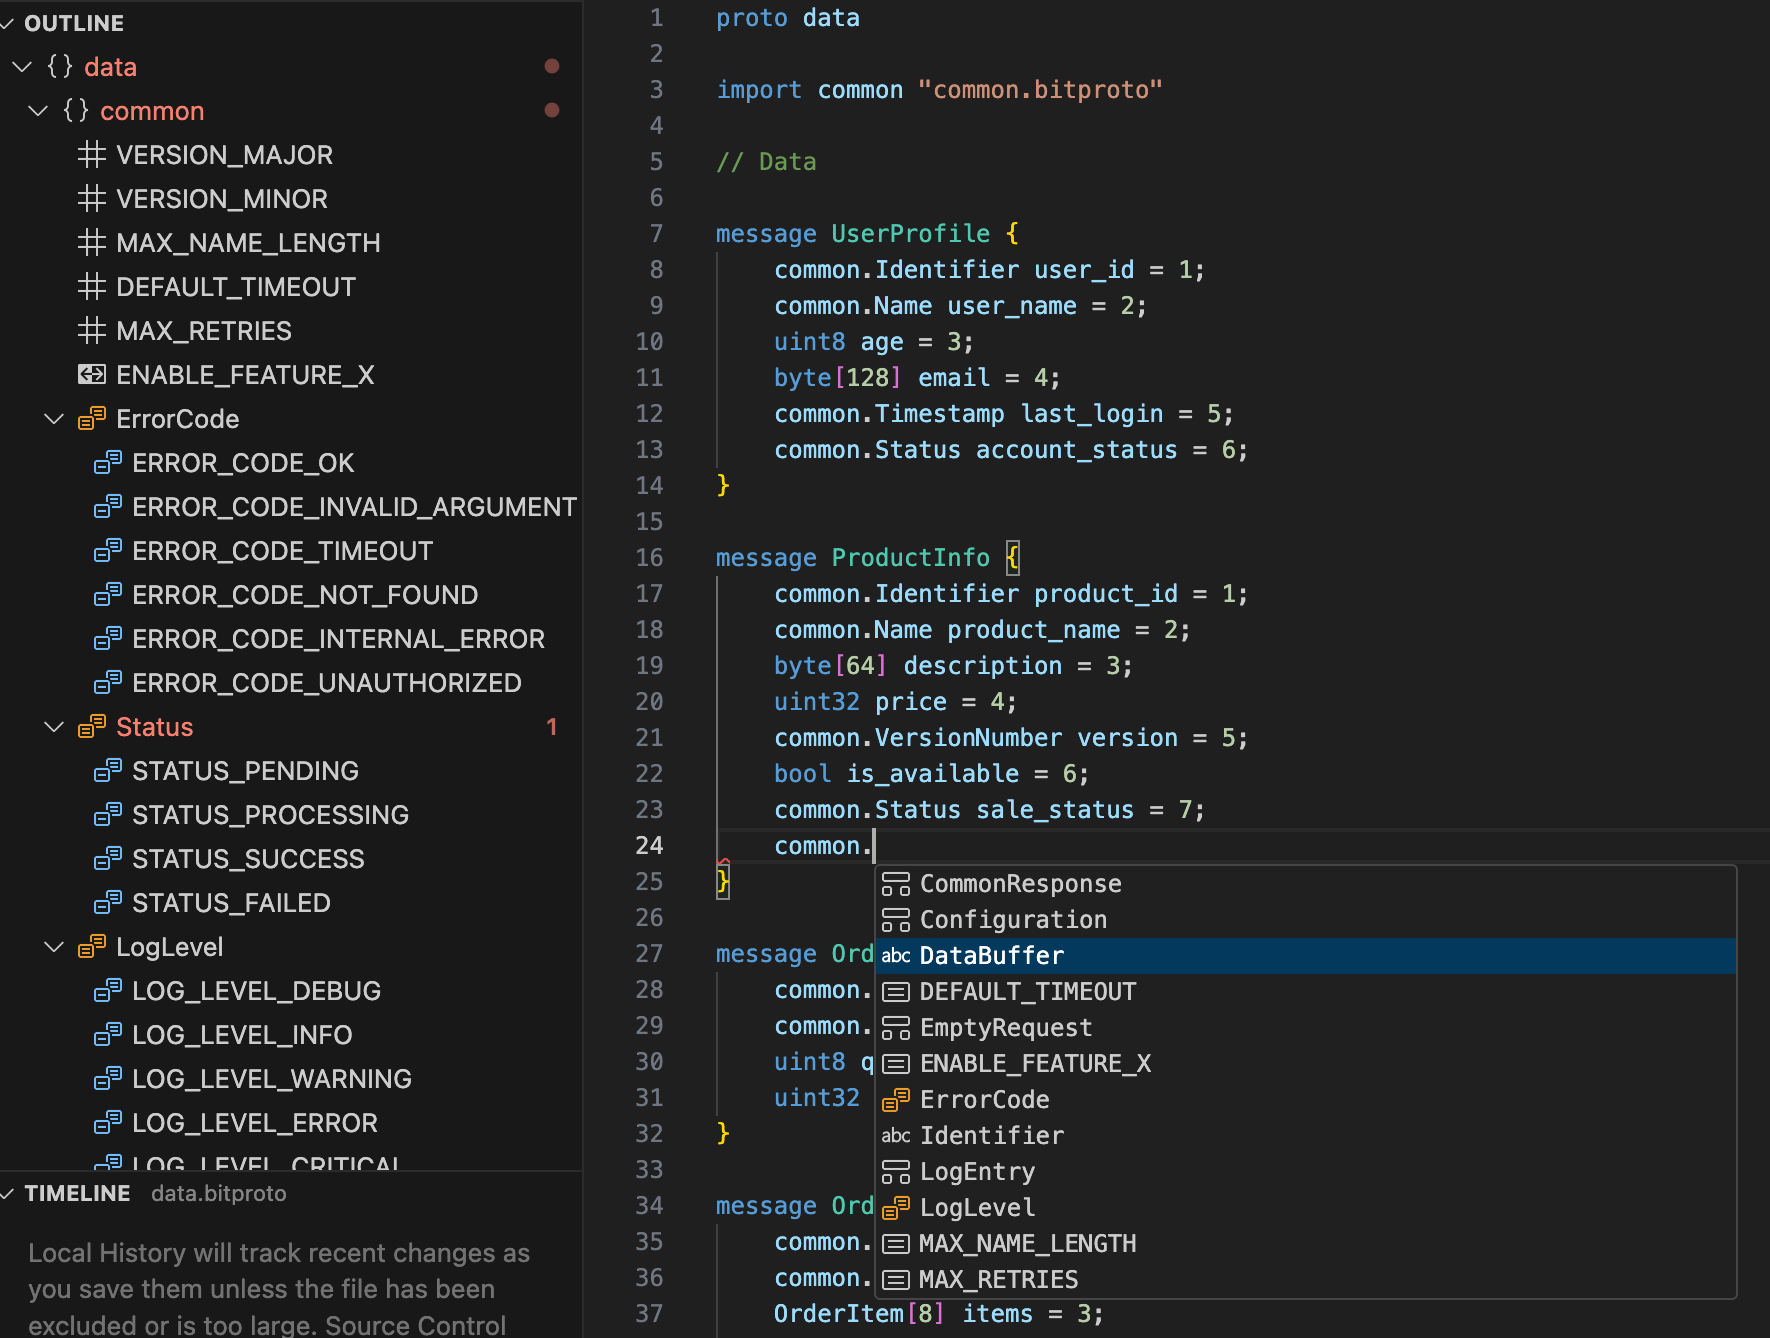 OUTLINE
data
common
VERSION_MAJOR
VERSION_MINOR
MAX_NAME_LENGTH
DEFAULT_TIMEOUT
MAX_RETRIES
ENABLE_FEATURE_X
ErrorCode
ERROR_CODE_OK
ERROR_CODE_INVALID_ARGUMENT
ERROR_CODE_TIMEOUT
ERROR_CODE_NOT_FOUND
ERROR_CODE_INTERNAL_ERROR
ERROR_CODE_UNAUTHORIZED
Status 1
STATUS_PENDING
STATUS_PROCESSING
STATUS_SUCCESS
STATUS_FAILED
LogLevel
LOG_LEVEL_DEBUG
LOG_LEVEL_INFO
LOG_LEVEL_WARNING
LOG_LEVEL_ERROR
LOG_LEVEL_CRITICAL
TIMELINE data.bitproto
Local History will track recent changes as
you save them unless the file has been
excluded or is too large. Source Control
1 proto data
2
3 import common "common.bitproto"
4
5 // Data
6
7 message UserProfile {
8 common.Identifier user_id = 1;
9 common.Name user_name = 2;
10 uint8 age = 3;
11 byte[128] email = 4;
12 common.Timestamp last_login = 5;
13 common.Status account_status = 6;
14 }
15
16 message ProductInfo {
17 common.Identifier product_id = 1;
18 common.Name product_name = 2;
19 byte[64] description = 3;
20 uint32 price = 4;
21 common.VersionNumber version = 5;
22 bool is_available = 6;
23 common.Status sale_status = 7;
24 common.
25 }
26
27 message Ord
28 common.
29 common.
30 uint8 q
31 uint32
32 }
33
34 message Ord
35 common.
36 common.
37 OrderItem[8] items = 3;
CommonResponse
Configuration
abc DataBuffer
DEFAULT_TIMEOUT
EmptyRequest
ENABLE_FEATURE_X
ErrorCode
abc Identifier
LogEntry
LogLevel
MAX_NAME_LENGTH
MAX_RETRIES